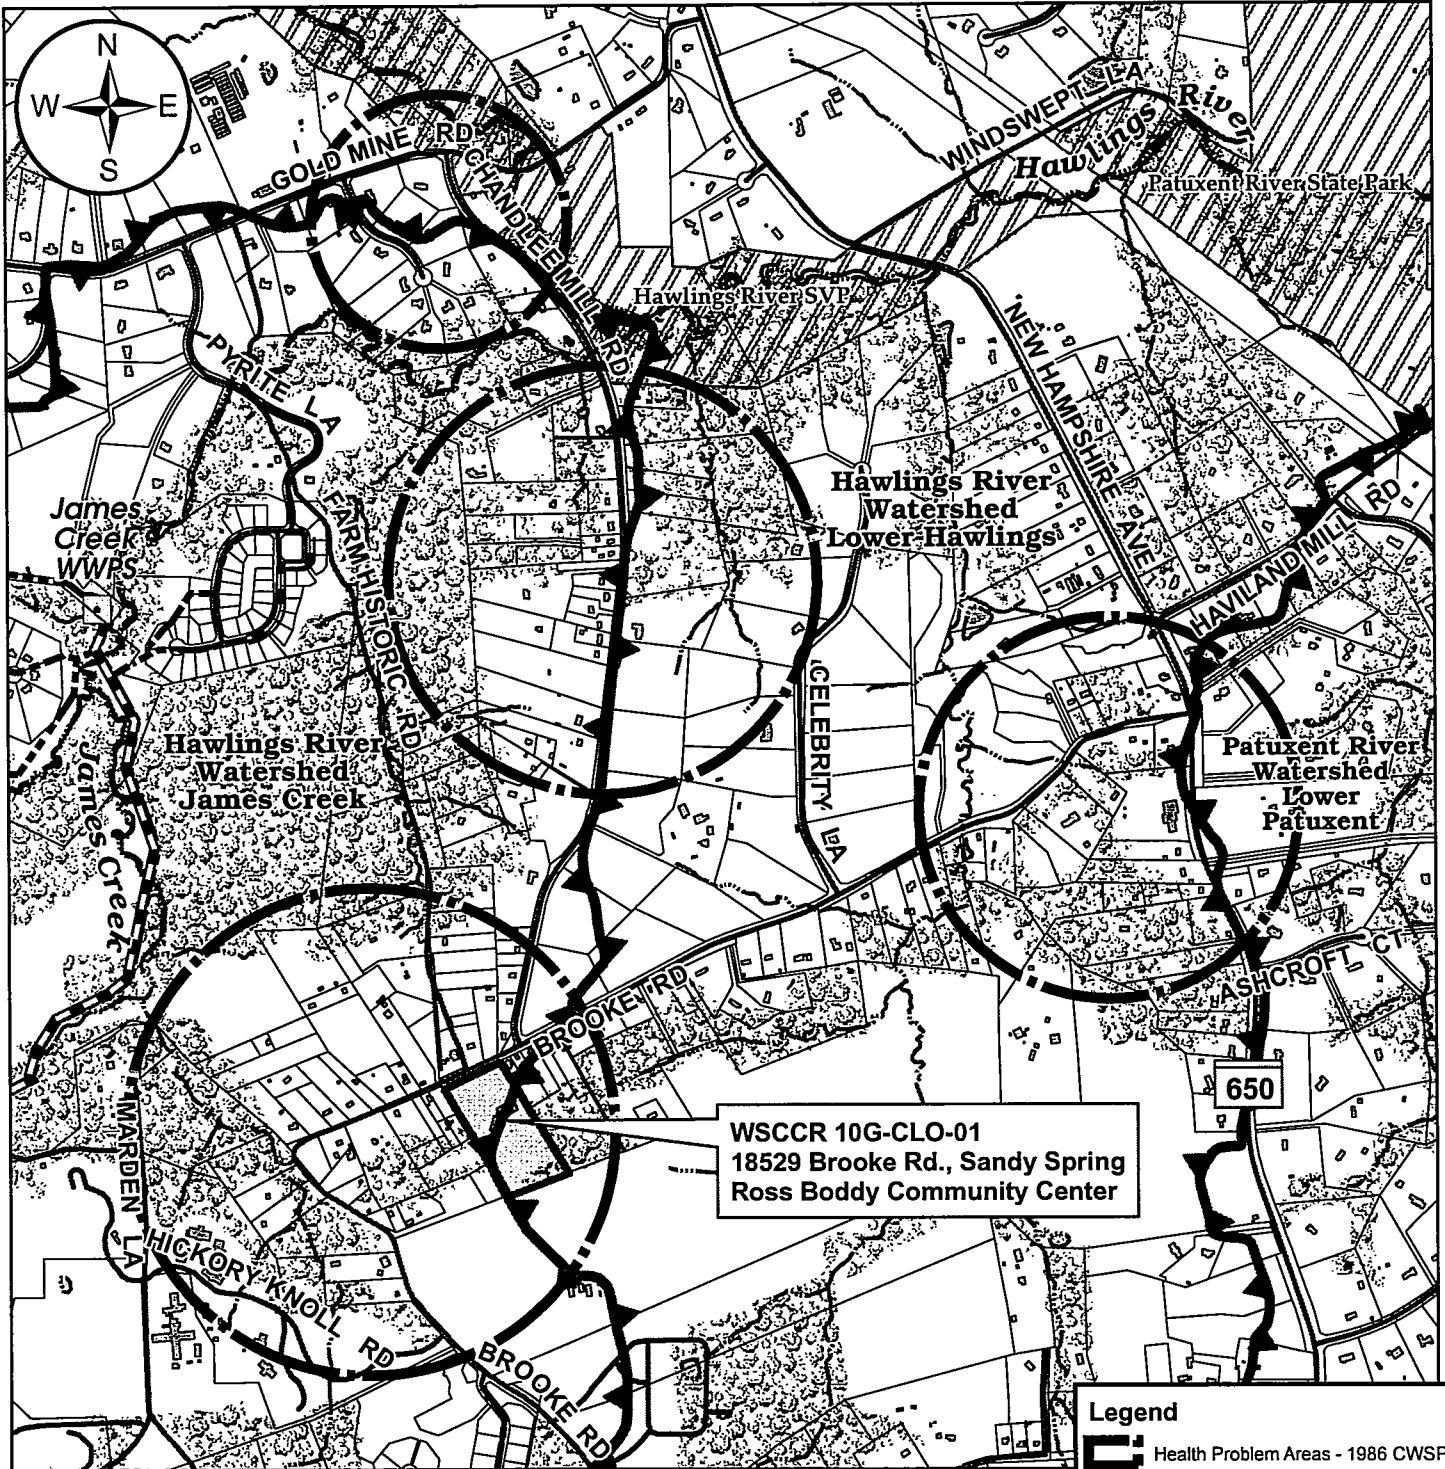 N
W E
S
GOLD MINE RD
CHANDLEE MILL RD
WINDSWEPT LA
Hawlings River
Patuxent River State Park
Hawlings River SVP
PYRITE LA
NEW HAMPSHIRE AVE
James
Creek
WWPS
FARM HISTORIC RD
Hawlings River
Watershed
Lower Hawlings
HAVILAND MILL RD
CELEBRITY LA
Hawlings River
Watershed
James Creek
James Creek
Patuxent River
Watershed
Lower
Patuxent
ASHCROFT CT
BROOKE RD
650
MARDEN LA
WSCCR 10G-CLO-01
18529 Brooke Rd., Sandy Spring
Ross Boddy Community Center
HICKORY KNOLL RD
BROOKE RD
Legend
Health Problem Areas - 1986 CWSP